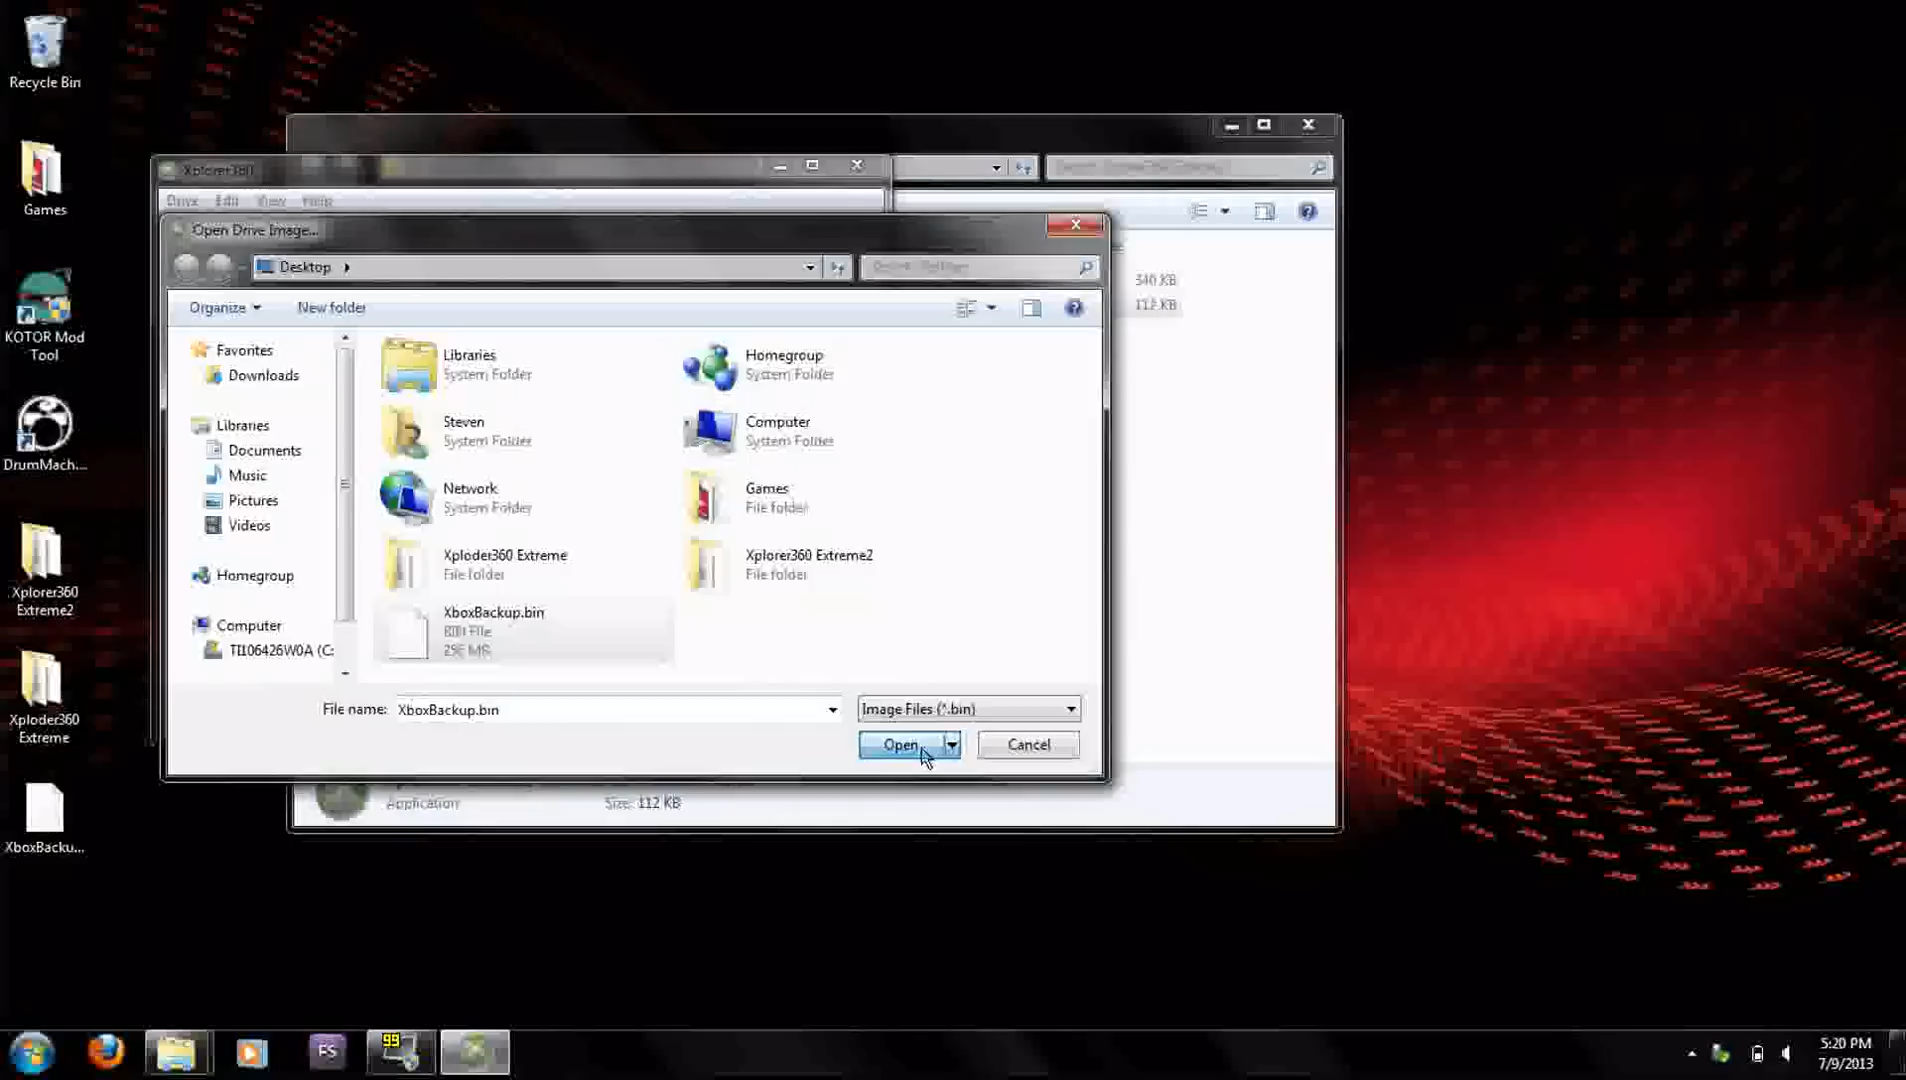 Recycle Bin
Games
KOTOR Mod
Tool
DrumMach...
Xplorer360
Extreme2
Xploder360
Extreme
XboxBacku...
Xplorer360
Drive Edit View Help
Open Drive Image...
Desktop
Organize
New folder
340 KB
112 KB
Favorites
Downloads
Libraries
Documents
Music
Pictures
Videos
Homegroup
Computer
TI106426W0A (C:
Libraries
System Folder
Homegroup
System Folder
Steven
System Folder
Computer
System Folder
Network
System Folder
Games
File folder
Xploder360 Extreme
File folder
Xplorer360 Extreme2
File folder
XboxBackup.bin
BIN File
File name: XboxBackup.bin
Image Files (*.bin)
Open
Cancel
Application
Size: 112 KB
FS
99
5:20 PM
7/9/2013